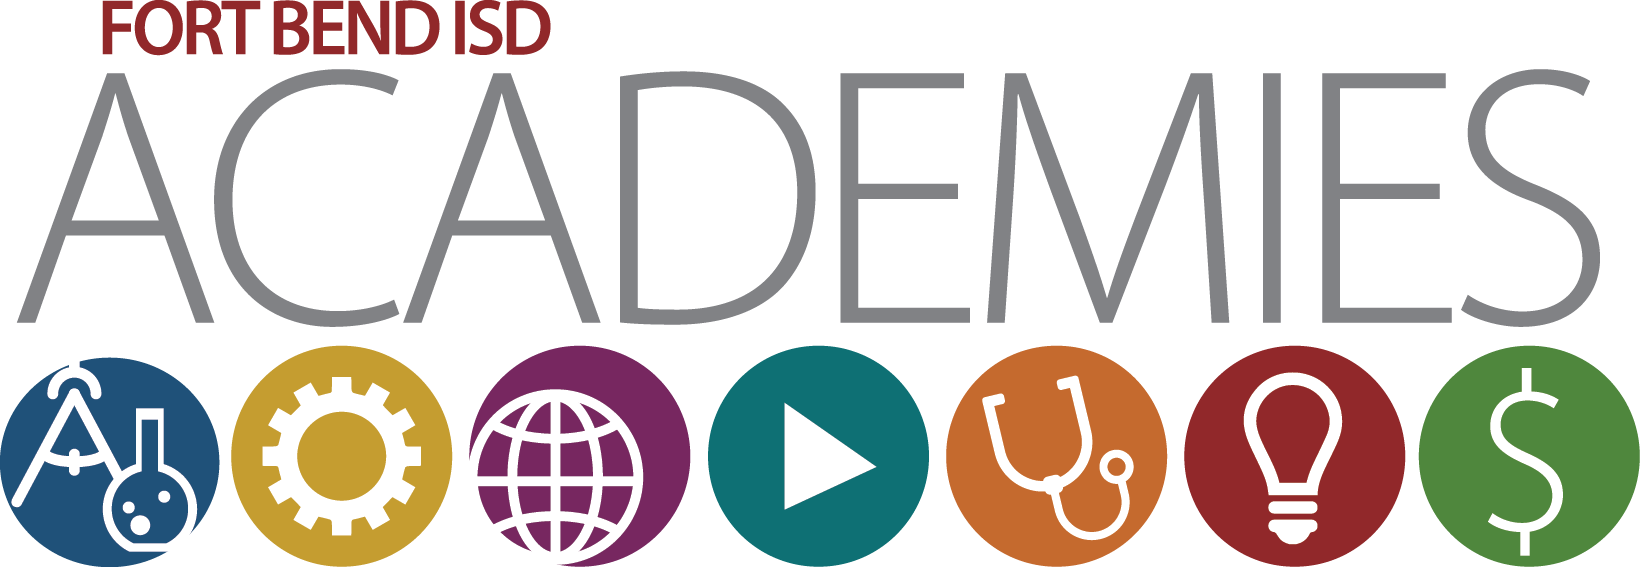 FORT BEND ISD
ACADEMIES
$